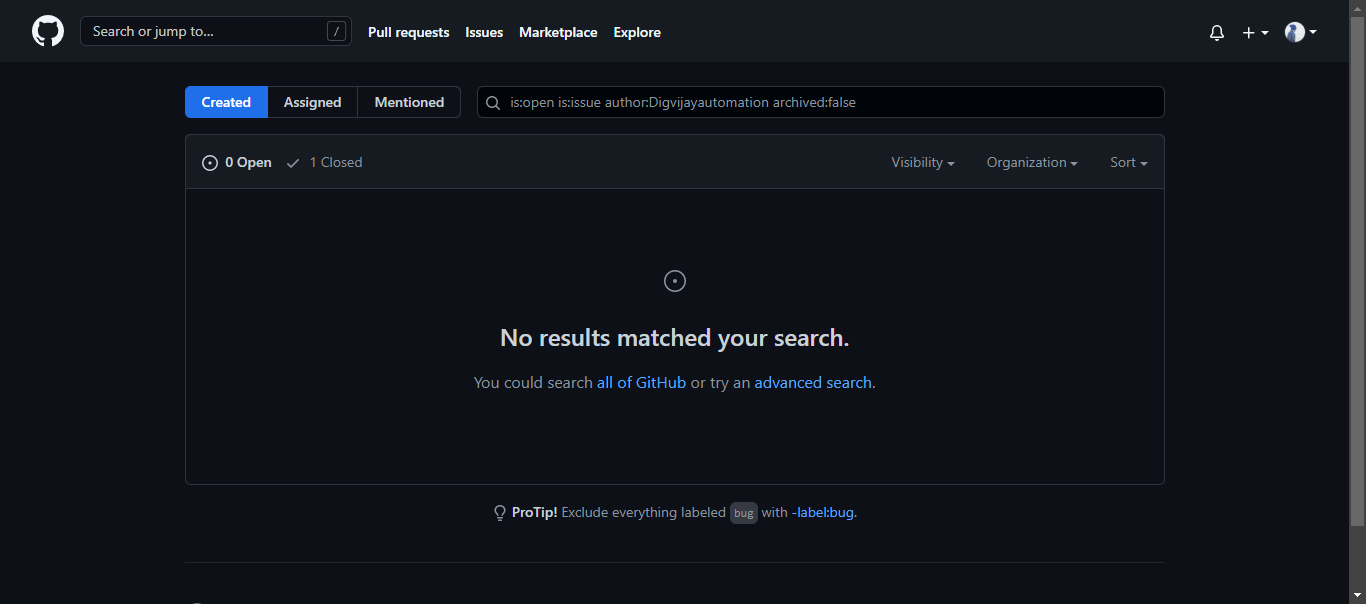 Search or jump to... / Pull requests Issues Marketplace Explore
Created Assigned Mentioned is:open is:issue author:Digvijayautomation archived:false
0 Open 1 Closed Visibility Organization Sort
No results matched your search.
You could search all of GitHub or try an advanced search.
ProTip! Exclude everything labeled bug with -label:bug.